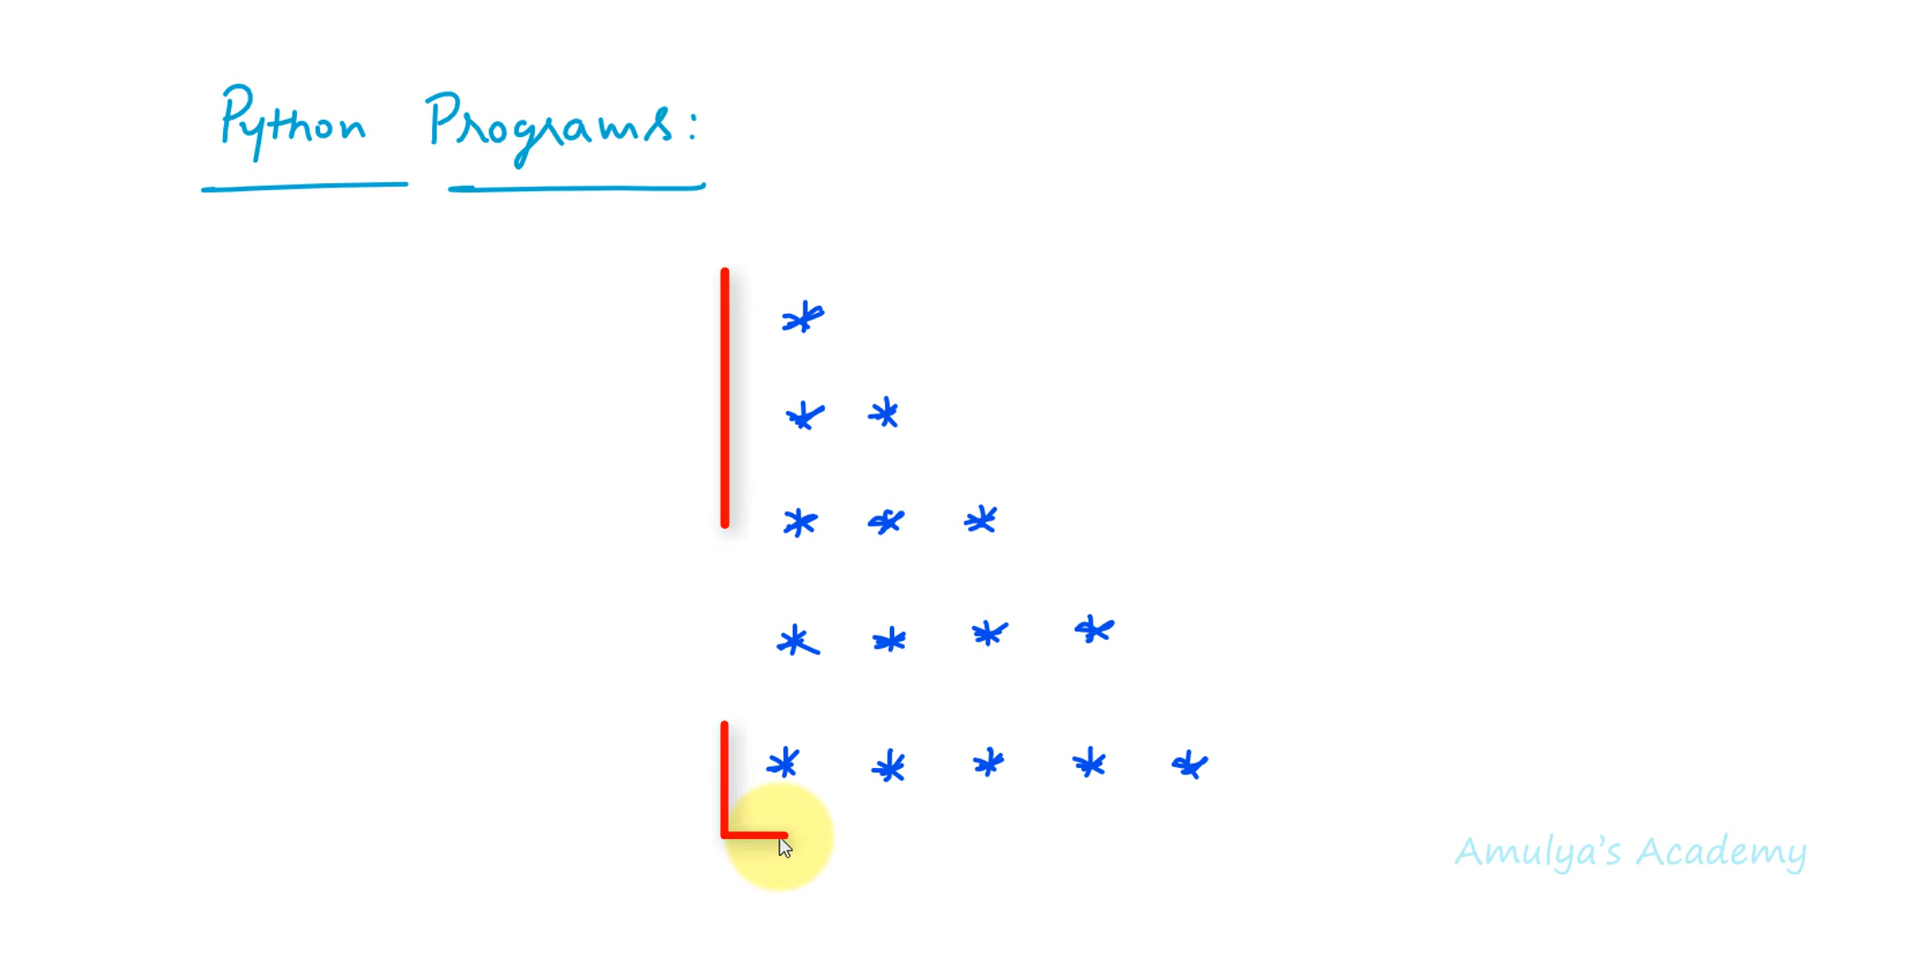 Python Programs:
*
* *
* * *
* * * *
* * * * *
Amulya's Academy